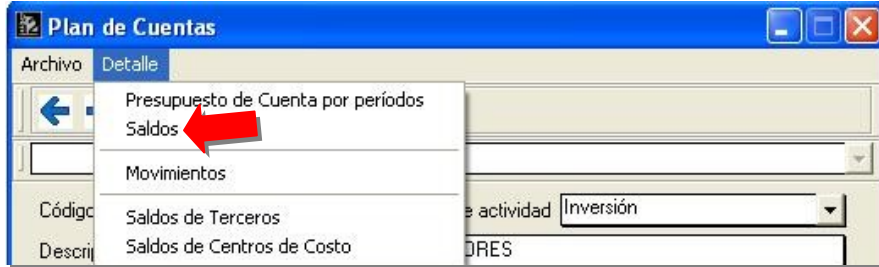 Plan de Cuentas
Archivo Detalle
Presupuesto de Cuenta por períodos
Saldos
Movimientos
Saldos de Terceros
Saldos de Centros de Costo
actividad Inversión